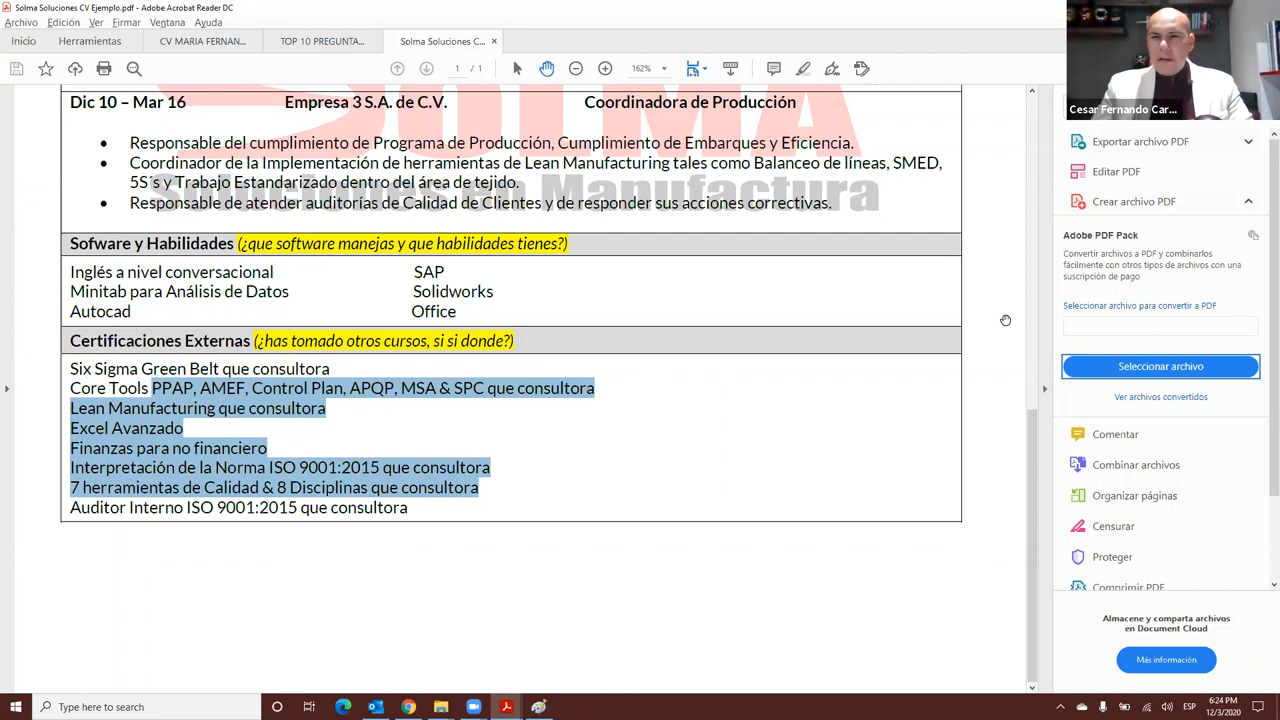 Solma Soluciones CV Ejemplo.pdf - Adobe Acrobat Reader DC
Archivo Edición Ver Firmar Ventana Ayuda
Inicio Herramientas CV MARIA FERNAN... TOP 10 PREGUNTA... Solma Soluciones C... ×
1 / 1 162%
Cesar Fernando Car...
SOLMA
Soluciones en Manufactura
Dic 10 – Mar 16 Empresa 3 S.A. de C.V. Coordinadora de Producción
• Responsable del cumplimiento de Programa de Producción, Cumplimiento de Embarques y Eficiencia.
• Coordinador de la Implementación de herramientas de Lean Manufacturing tales como Balanceo de líneas, SMED,
5S´s y Trabajo Estandarizado dentro del área de tejido.
• Responsable de atender auditorías de Calidad de Clientes y de responder sus acciones correctivas.
Sofware y Habilidades (¿que software manejas y que habilidades tienes?)
Inglés a nivel conversacional SAP
Minitab para Análisis de Datos Solidworks
Autocad Office
Certificaciones Externas (¿has tomado otros cursos, si si donde?)
Six Sigma Green Belt que consultora
Core Tools PPAP, AMEF, Control Plan, APQP, MSA & SPC que consultora
Lean Manufacturing que consultora
Excel Avanzado
Finanzas para no financiero
Interpretación de la Norma ISO 9001:2015 que consultora
7 herramientas de Calidad & 8 Disciplinas que consultora
Auditor Interno ISO 9001:2015 que consultora
Exportar archivo PDF
Editar PDF
Crear archivo PDF
Adobe PDF Pack
Convertir archivos a PDF y combinarlos
fácilmente con otros tipos de archivos con una
suscripción de pago
Seleccionar archivo para convertir a PDF
Seleccionar archivo
Ver archivos convertidos
Comentar
Combinar archivos
Organizar páginas
Censurar
Proteger
Comprimir PDF
Almacene y comparta archivos
en Document Cloud
Más información
Type here to search
ESP
6:24 PM
12/3/2020